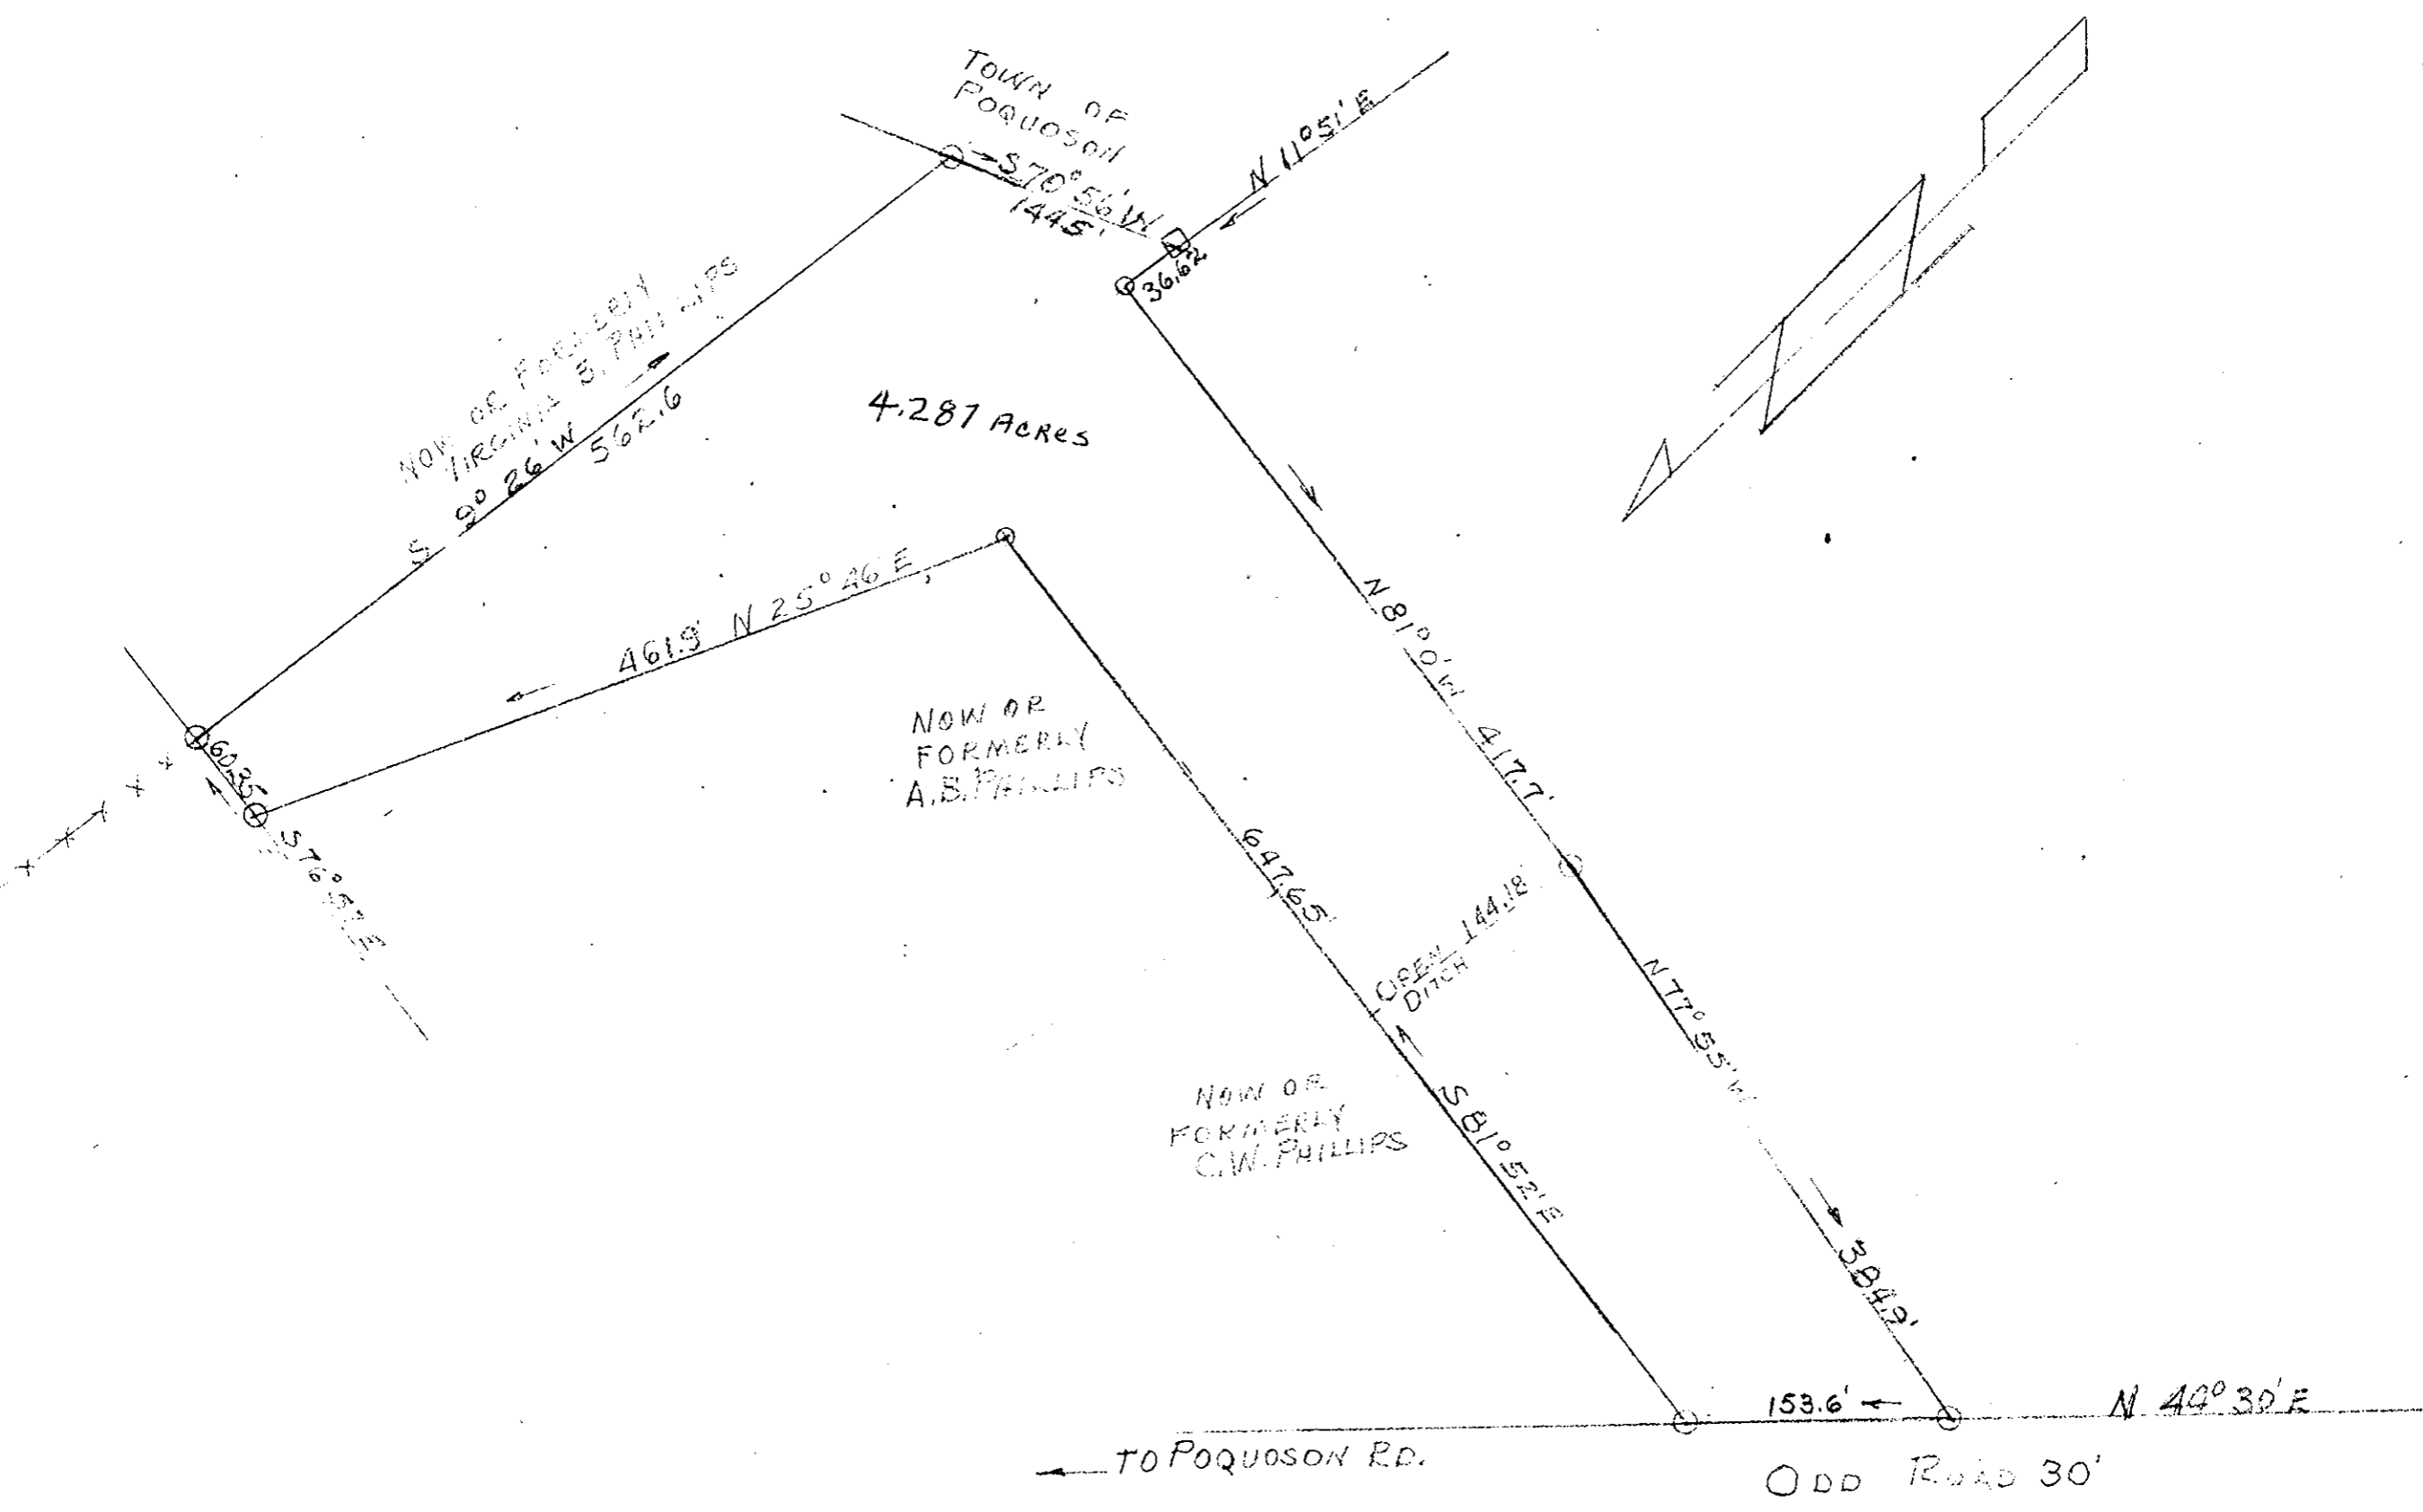 TOWN OF
POQUOSON
S 70° 56' W
144.5'
N 11° 51' E
36.62
NOW OR FORMERLY
VIRGINIA B. PHILLIPS
S 9° 26' W
562.6
4.287 ACRES
461.9' N 25° 46' E
60.25
S 76° 57' E
NOW OR
FORMERLY
A.B. PHILLIPS
N 81° 0' W 417.7'
647.65'
OPEN 144.18
DITCH
N 77° 55' W
384.9'
S 81° 52' E
NOW OR
FORMERLY
C.W. PHILLIPS
153.6'
N 40° 30' E
TO POQUOSON RD.
ODD ROAD 30'